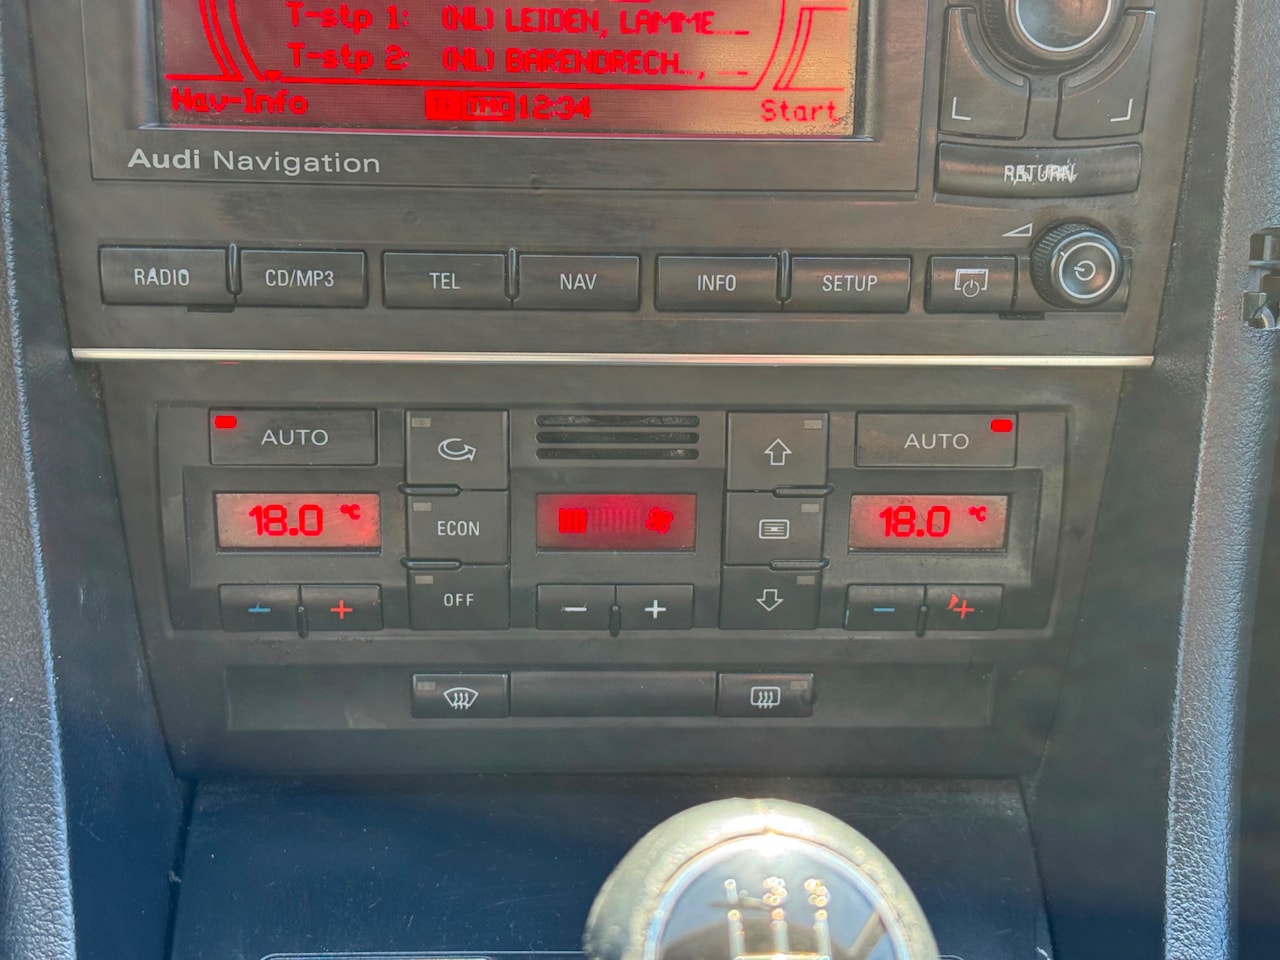 T-stp 1: (NL) LEIDEN, LAMME...
T-stp 2: (NL) BARENDRECH..., ...
Nav-Info TMC 12:34 Start
Audi Navigation
RETURN
RADIO CD/MP3 TEL NAV INFO SETUP
AUTO AUTO
18.0 °C 18.0 °C
ECON
OFF
- + - + - +